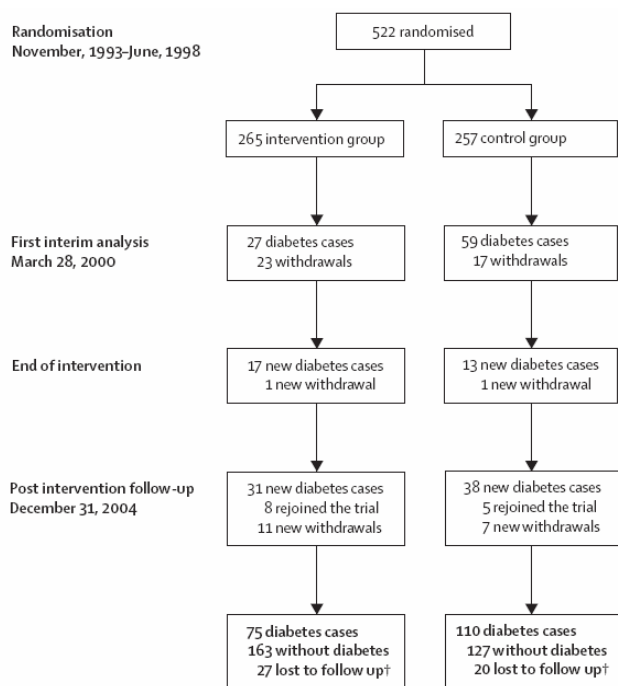 Randomisation
November, 1993–June, 1998
522 randomised
265 intervention group
257 control group
First interim analysis
March 28, 2000
27 diabetes cases
23 withdrawals
59 diabetes cases
17 withdrawals
End of intervention
17 new diabetes cases
1 new withdrawal
13 new diabetes cases
1 new withdrawal
Post intervention follow-up
December 31, 2004
31 new diabetes cases
8 rejoined the trial
11 new withdrawals
38 new diabetes cases
5 rejoined the trial
7 new withdrawals
75 diabetes cases
163 without diabetes
27 lost to follow up†
110 diabetes cases
127 without diabetes
20 lost to follow up†